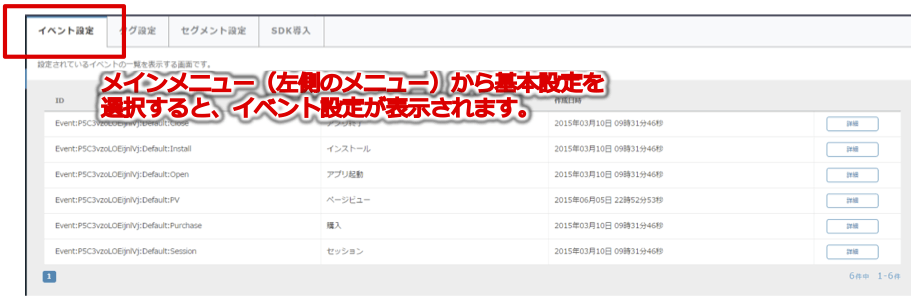 イベント設定 タグ設定 セグメント設定 SDK導入
設定されているイベントの一覧を表示する画面です。
メインメニュー（左側のメニュー）から基本設定を
選択すると、イベント設定が表示されます。
ID 作成日時
Event:P5C3vzoLOEijnlVj:Default:Close アプリ終了 2015年03月10日 09時31分46秒 詳細
Event:P5C3vzoLOEijnlVj:Default:Install インストール 2015年03月10日 09時31分46秒 詳細
Event:P5C3vzoLOEijnlVj:Default:Open アプリ起動 2015年03月10日 09時31分46秒 詳細
Event:P5C3vzoLOEijnlVj:Default:PV ページビュー 2015年06月05日 22時52分53秒 詳細
Event:P5C3vzoLOEijnlVj:Default:Purchase 購入 2015年03月10日 09時31分46秒 詳細
Event:P5C3vzoLOEijnlVj:Default:Session セッション 2015年03月10日 09時31分46秒 詳細
1 6件中 1-6件